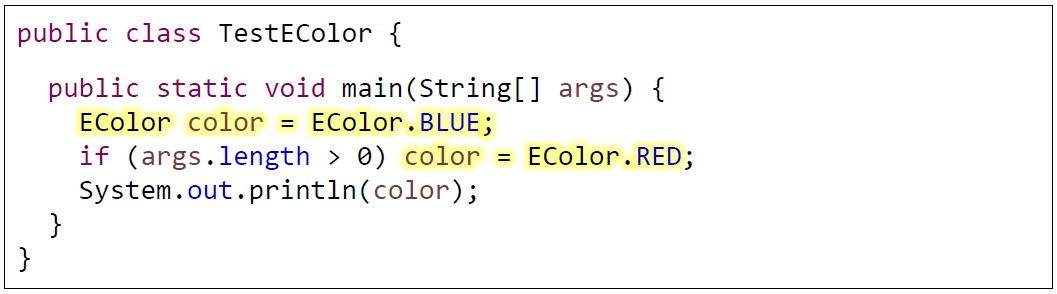 public class TestEColor {
public static void main(String[] args) {
EColor color = EColor.BLUE;
if (args.length > 0) color = EColor.RED;
System.out.println(color);
}
}